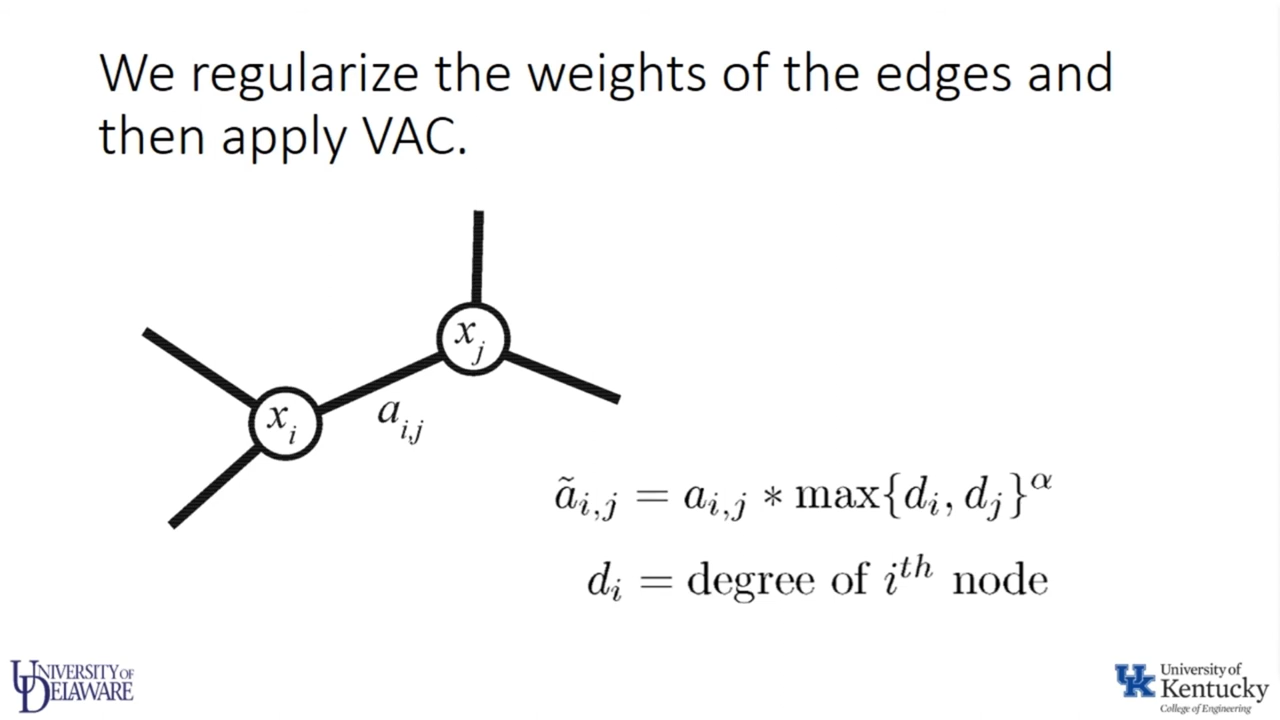 We regularize the weights of the edges and
then apply VAC.
x_j
x_i
a_{i,j}
ã_{i,j} = a_{i,j} * max{d_i, d_j}^α
d_i = degree of i^{th} node
UNIVERSITY OF
DELAWARE
UK
University of
Kentucky
College of Engineering